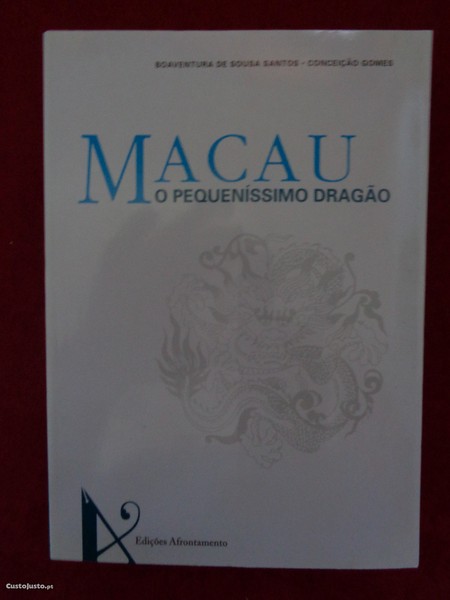 BOAVENTURA DE SOUSA SANTOS - CONCEIÇÃO GOMES
MACAU
O PEQUENÍSSIMO DRAGÃO
Edições Afrontamento
CustoJusto.pt